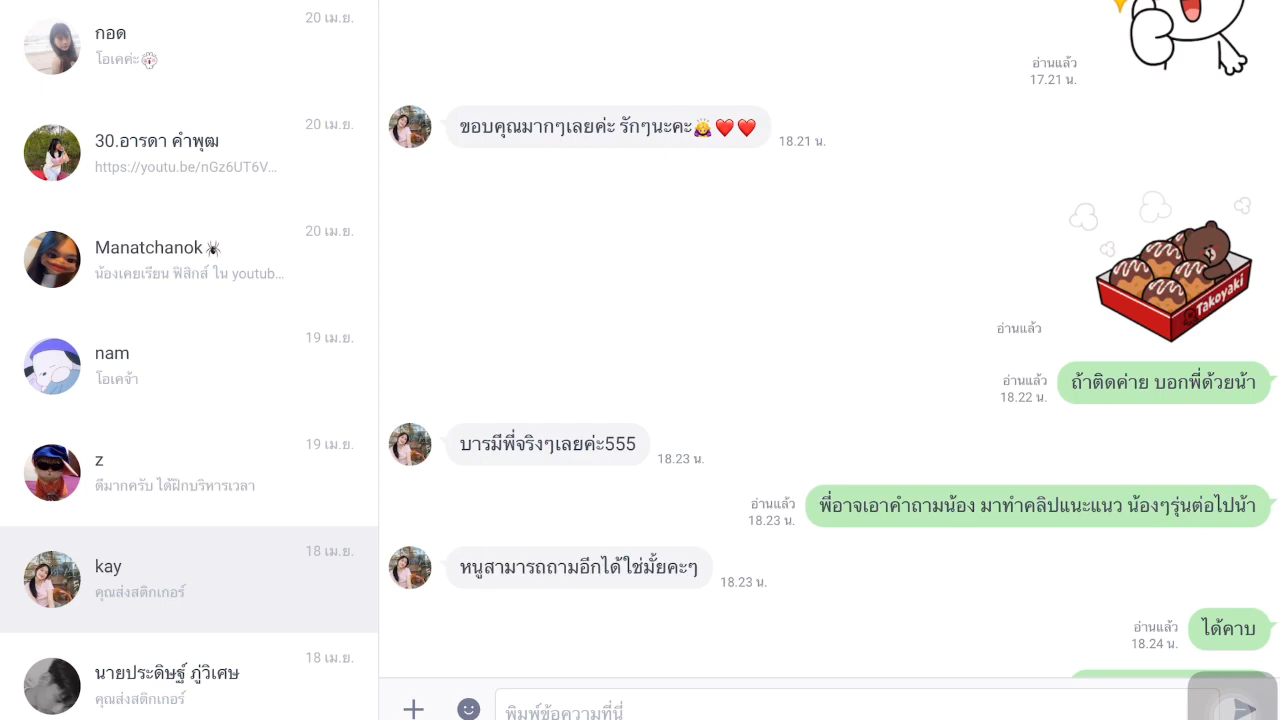 20 เม.ย.
กอด
โอเคค่ะ
20 เม.ย.
30.อารดา คำพุฒ
https://youtu.be/nGz6UT6V...
20 เม.ย.
Manatchanok🕷️
น้องเคยเรียน ฟิสิกส์ ใน youtub...
19 เม.ย.
nam
โอเคจ้า
19 เม.ย.
z
ดีมากครับ ได้ฝึกบริหารเวลา
18 เม.ย.
kay
คุณส่งสติกเกอร์
18 เม.ย.
นายประดิษฐ์ ภู่วิเศษ
คุณส่งสติกเกอร์
อ่านแล้ว
17.21 น.
ขอบคุณมากๆเลยค่ะ รักๆนะคะ🙇‍♀️❤️❤️
18.21 น.
Takoyaki
อ่านแล้ว
อ่านแล้ว
18.22 น.
ถ้าติดค่าย บอกพี่ด้วยน้า
บารมีพี่จริงๆเลยค่ะ555
18.23 น.
อ่านแล้ว
18.23 น.
พี่อาจเอาคำถามน้อง มาทำคลิปแนะแนว น้องๆรุ่นต่อไปน้า
หนูสามารถถามอีกได้ใช่มั้ยคะๆ
18.23 น.
อ่านแล้ว
18.24 น.
ได้คาบ
พิมพ์ข้อความที่นี่